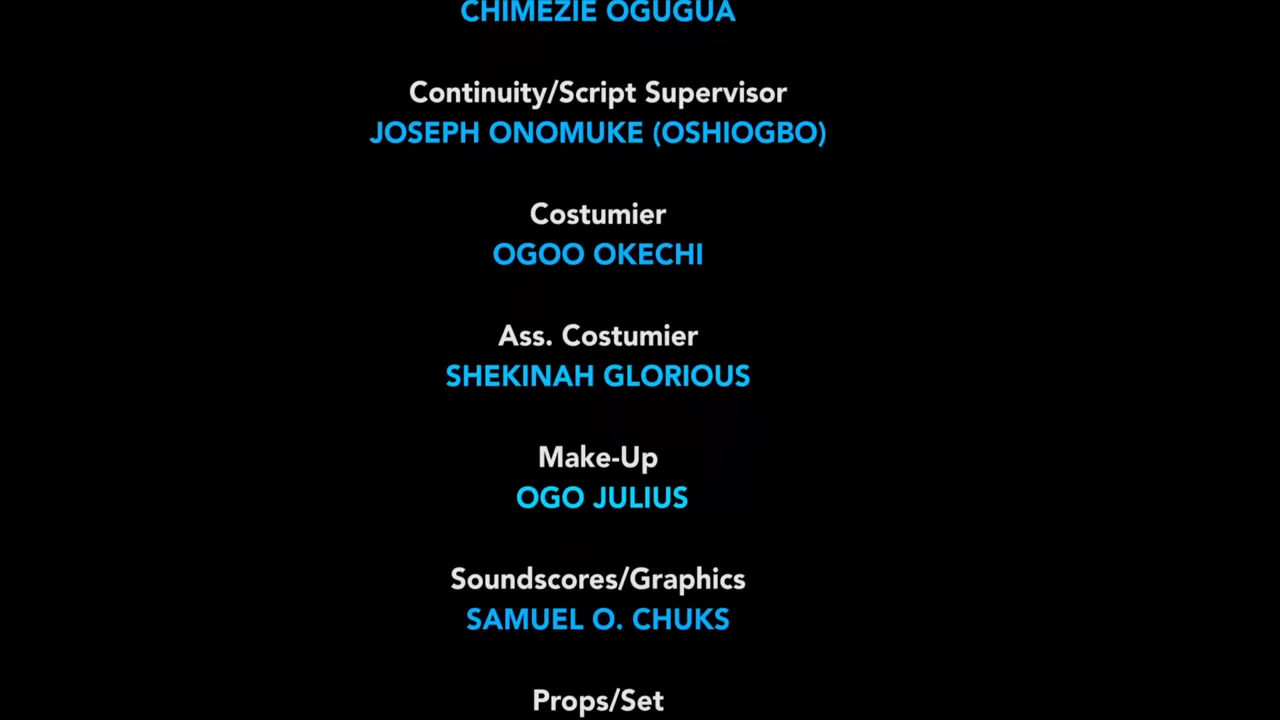 CHIMEZIE OGUGUA
Continuity/Script Supervisor
JOSEPH ONOMUKE (OSHIOGBO)
Costumier
OGOO OKECHI
Ass. Costumier
SHEKINAH GLORIOUS
Make-Up
OGO JULIUS
Soundscores/Graphics
SAMUEL O. CHUKS
Props/Set